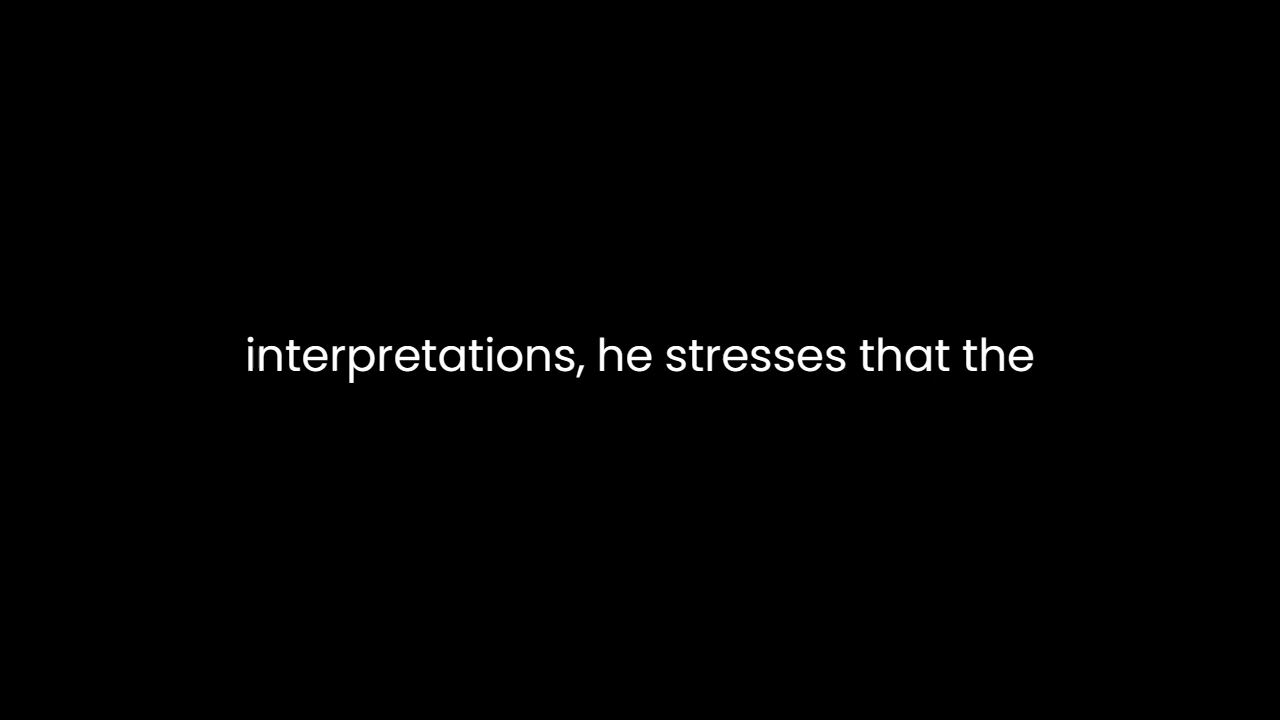 interpretations, he stresses that the